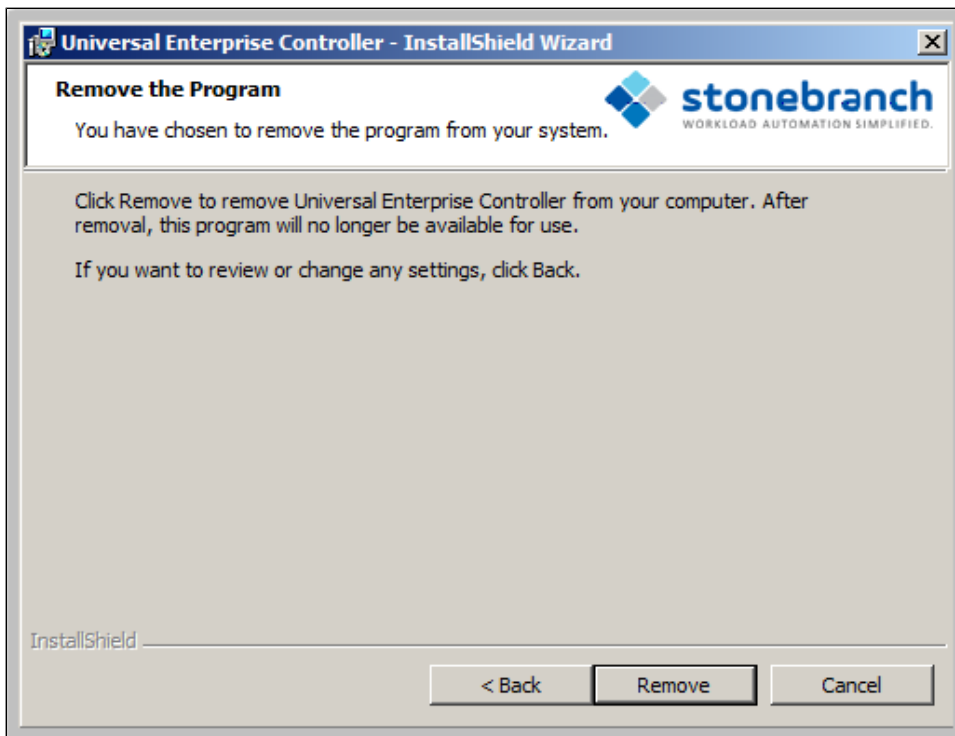 Universal Enterprise Controller - InstallShield Wizard
Remove the Program
You have chosen to remove the program from your system.
stonebranch
WORKLOAD AUTOMATION SIMPLIFIED.
Click Remove to remove Universal Enterprise Controller from your computer. After
removal, this program will no longer be available for use.
If you want to review or change any settings, click Back.
InstallShield
< Back
Remove
Cancel